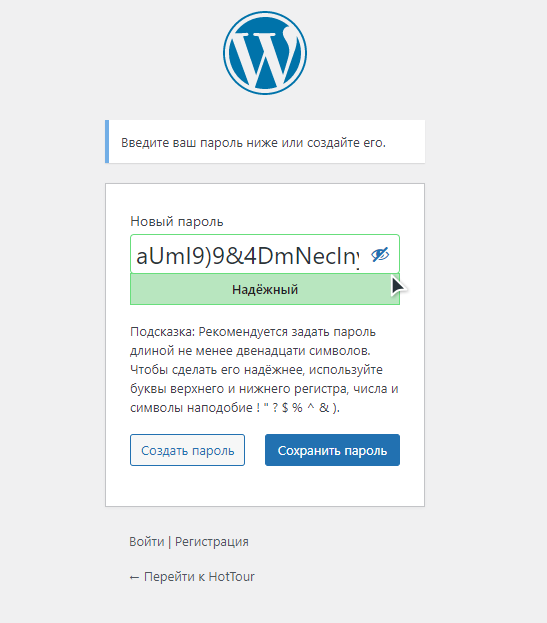 Введите ваш пароль ниже или создайте его.
Новый пароль
aUml9)9&4DmNecIny
Надёжный
Подсказка: Рекомендуется задать пароль
длиной не менее двенадцати символов.
Чтобы сделать его надёжнее, используйте
буквы верхнего и нижнего регистра, числа и
символы наподобие ! " ? $ % ^ & ).
Создать пароль
Сохранить пароль
Войти | Регистрация
← Перейти к HotTour